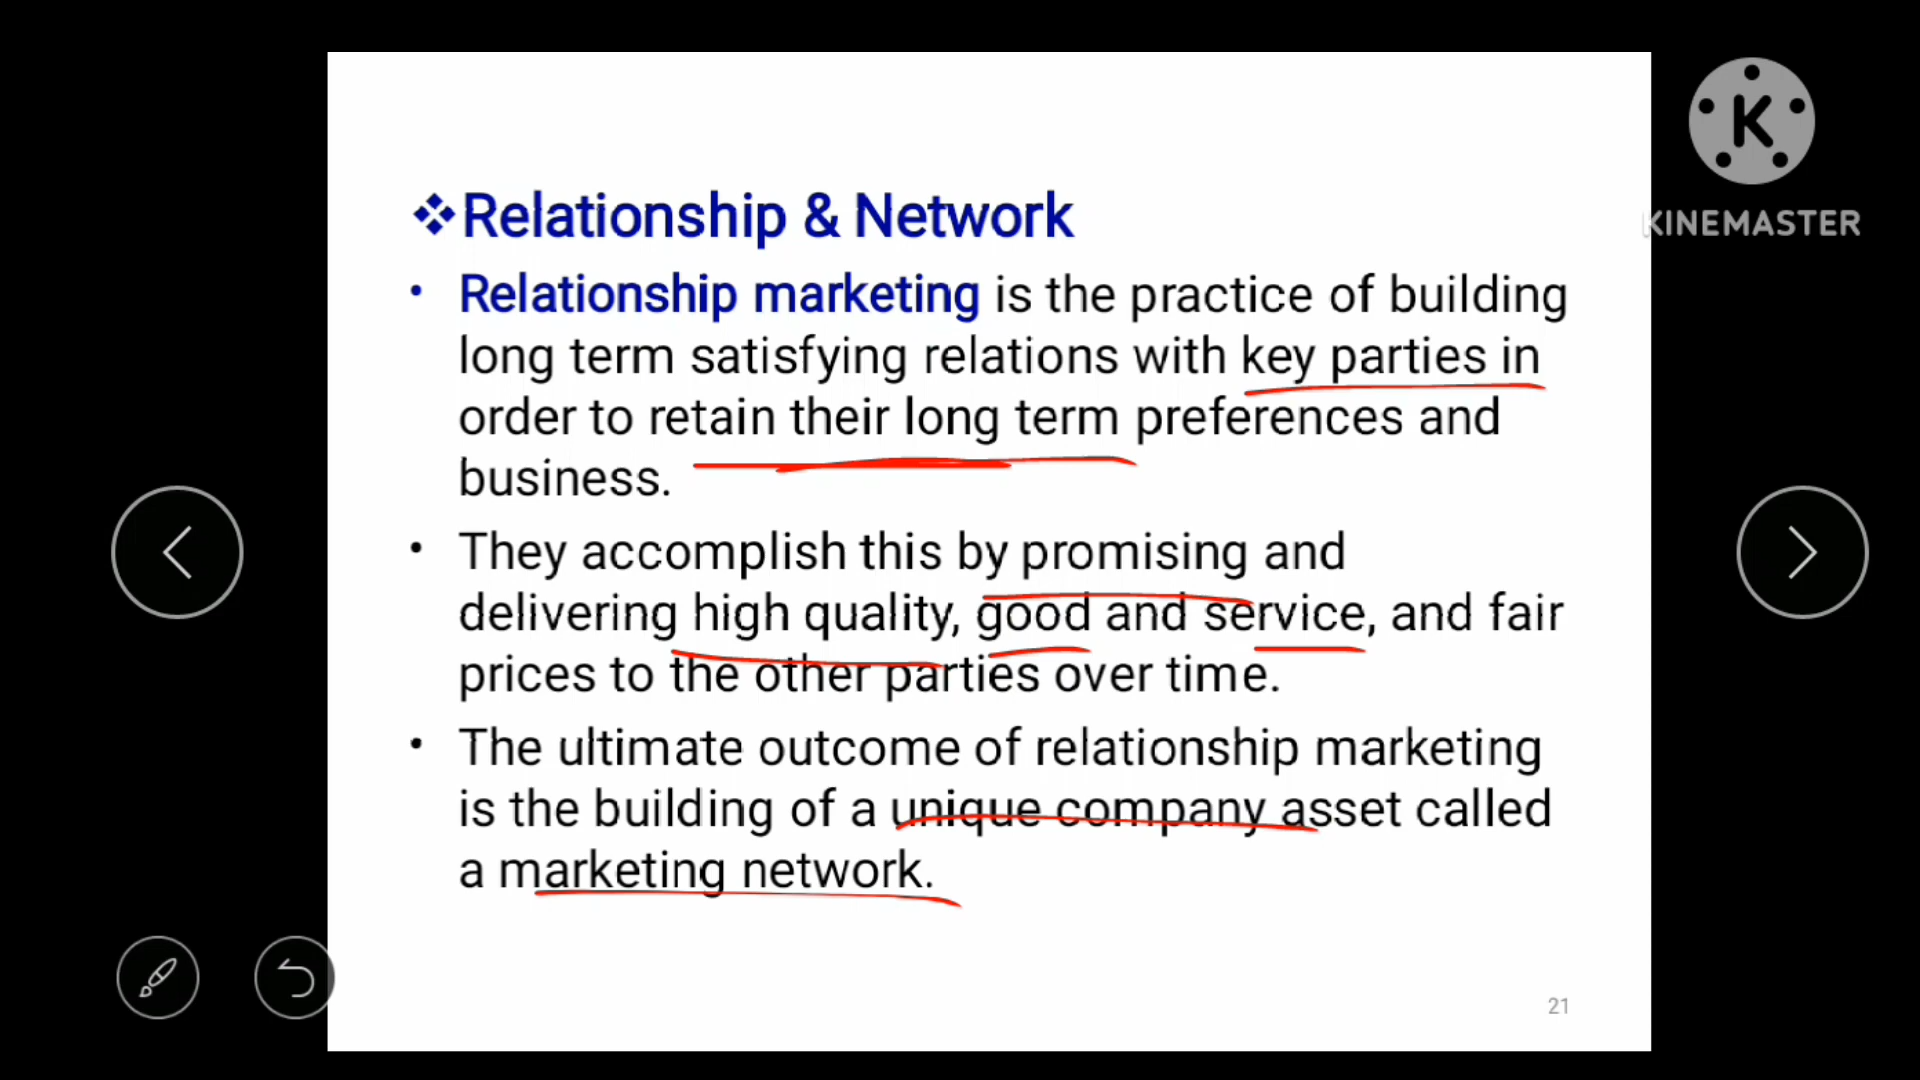 ❖Relationship & Network
• Relationship marketing is the practice of building
long term satisfying relations with key parties in
order to retain their long term preferences and
business.
• They accomplish this by promising and
delivering high quality, good and service, and fair
prices to the other parties over time.
• The ultimate outcome of relationship marketing
is the building of a unique company asset called
a marketing network.
21
K
KINEMASTER